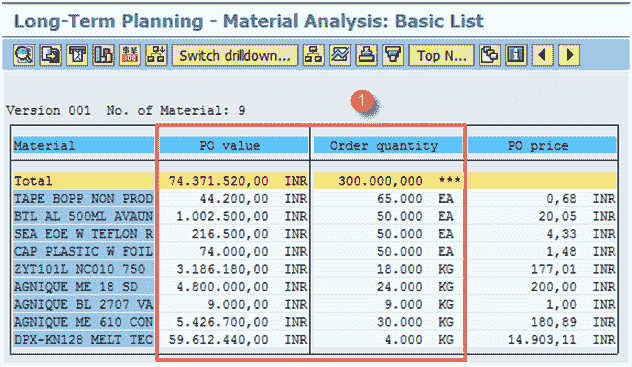 Long-Term Planning - Material Analysis: Basic List
Switch drilldown... Top N...
Version 001 No. of Material: 9
1
Material PO value Order quantity PO price
Total 74.371.520,00 INR 300.000,000 ***
TAPE BOPP NON PROD 44.200,00 INR 65.000 EA 0,68 INR
BTL AL 500ML AVAUN 1.002.500,00 INR 50.000 EA 20,05 INR
SEA EOE W TEFLON R 216.500,00 INR 50.000 EA 4,33 INR
CAP PLASTIC W FOIL 74.000,00 INR 50.000 EA 1,48 INR
ZYT101L NC010 750 3.186.180,00 INR 18.000 KG 177,01 INR
AGNIQUE ME 18 SD 4.800.000,00 INR 24.000 KG 200,00 INR
AGNIQUE BL 2707 VA 9.000,00 INR 9.000 KG 1,00 INR
AGNIQUE ME 610 CON 5.426.700,00 INR 30.000 KG 180,89 INR
DPX-KN128 MELT TEC 59.612.440,00 INR 4.000 KG 14.903,11 INR